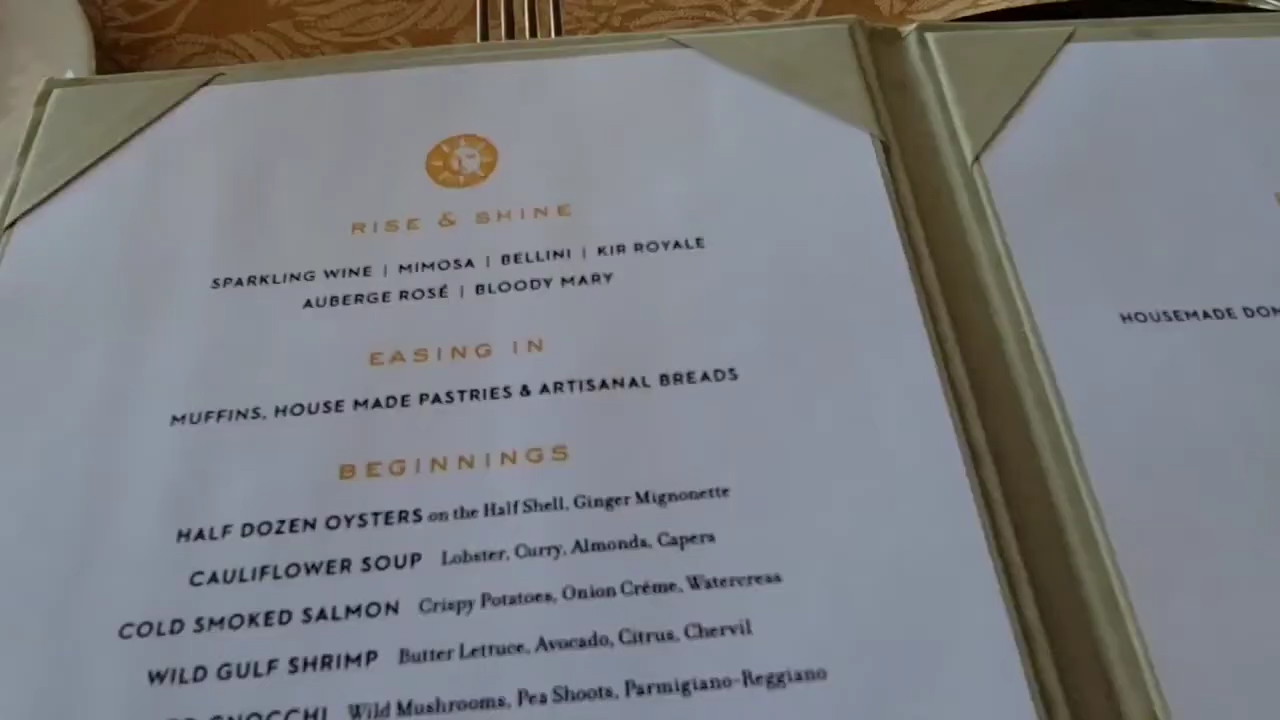 RISE & SHINE
SPARKLING WINE | MIMOSA | BELLINI | KIR ROYALE
AUBERGE ROSÉ | BLOODY MARY
EASING IN
MUFFINS, HOUSE MADE PASTRIES & ARTISANAL BREADS
BEGINNINGS
HALF DOZEN OYSTERS on the Half Shell, Ginger Mignonette
CAULIFLOWER SOUP Lobster, Curry, Almonds, Capers
COLD SMOKED SALMON Crispy Potatoes, Onion Créme, Watercress
WILD GULF SHRIMP Butter Lettuce, Avocado, Citrus, Chervil
GNOCCHI Wild Mushrooms, Pea Shoots, Parmigiano-Reggiano
HOUSEMADE